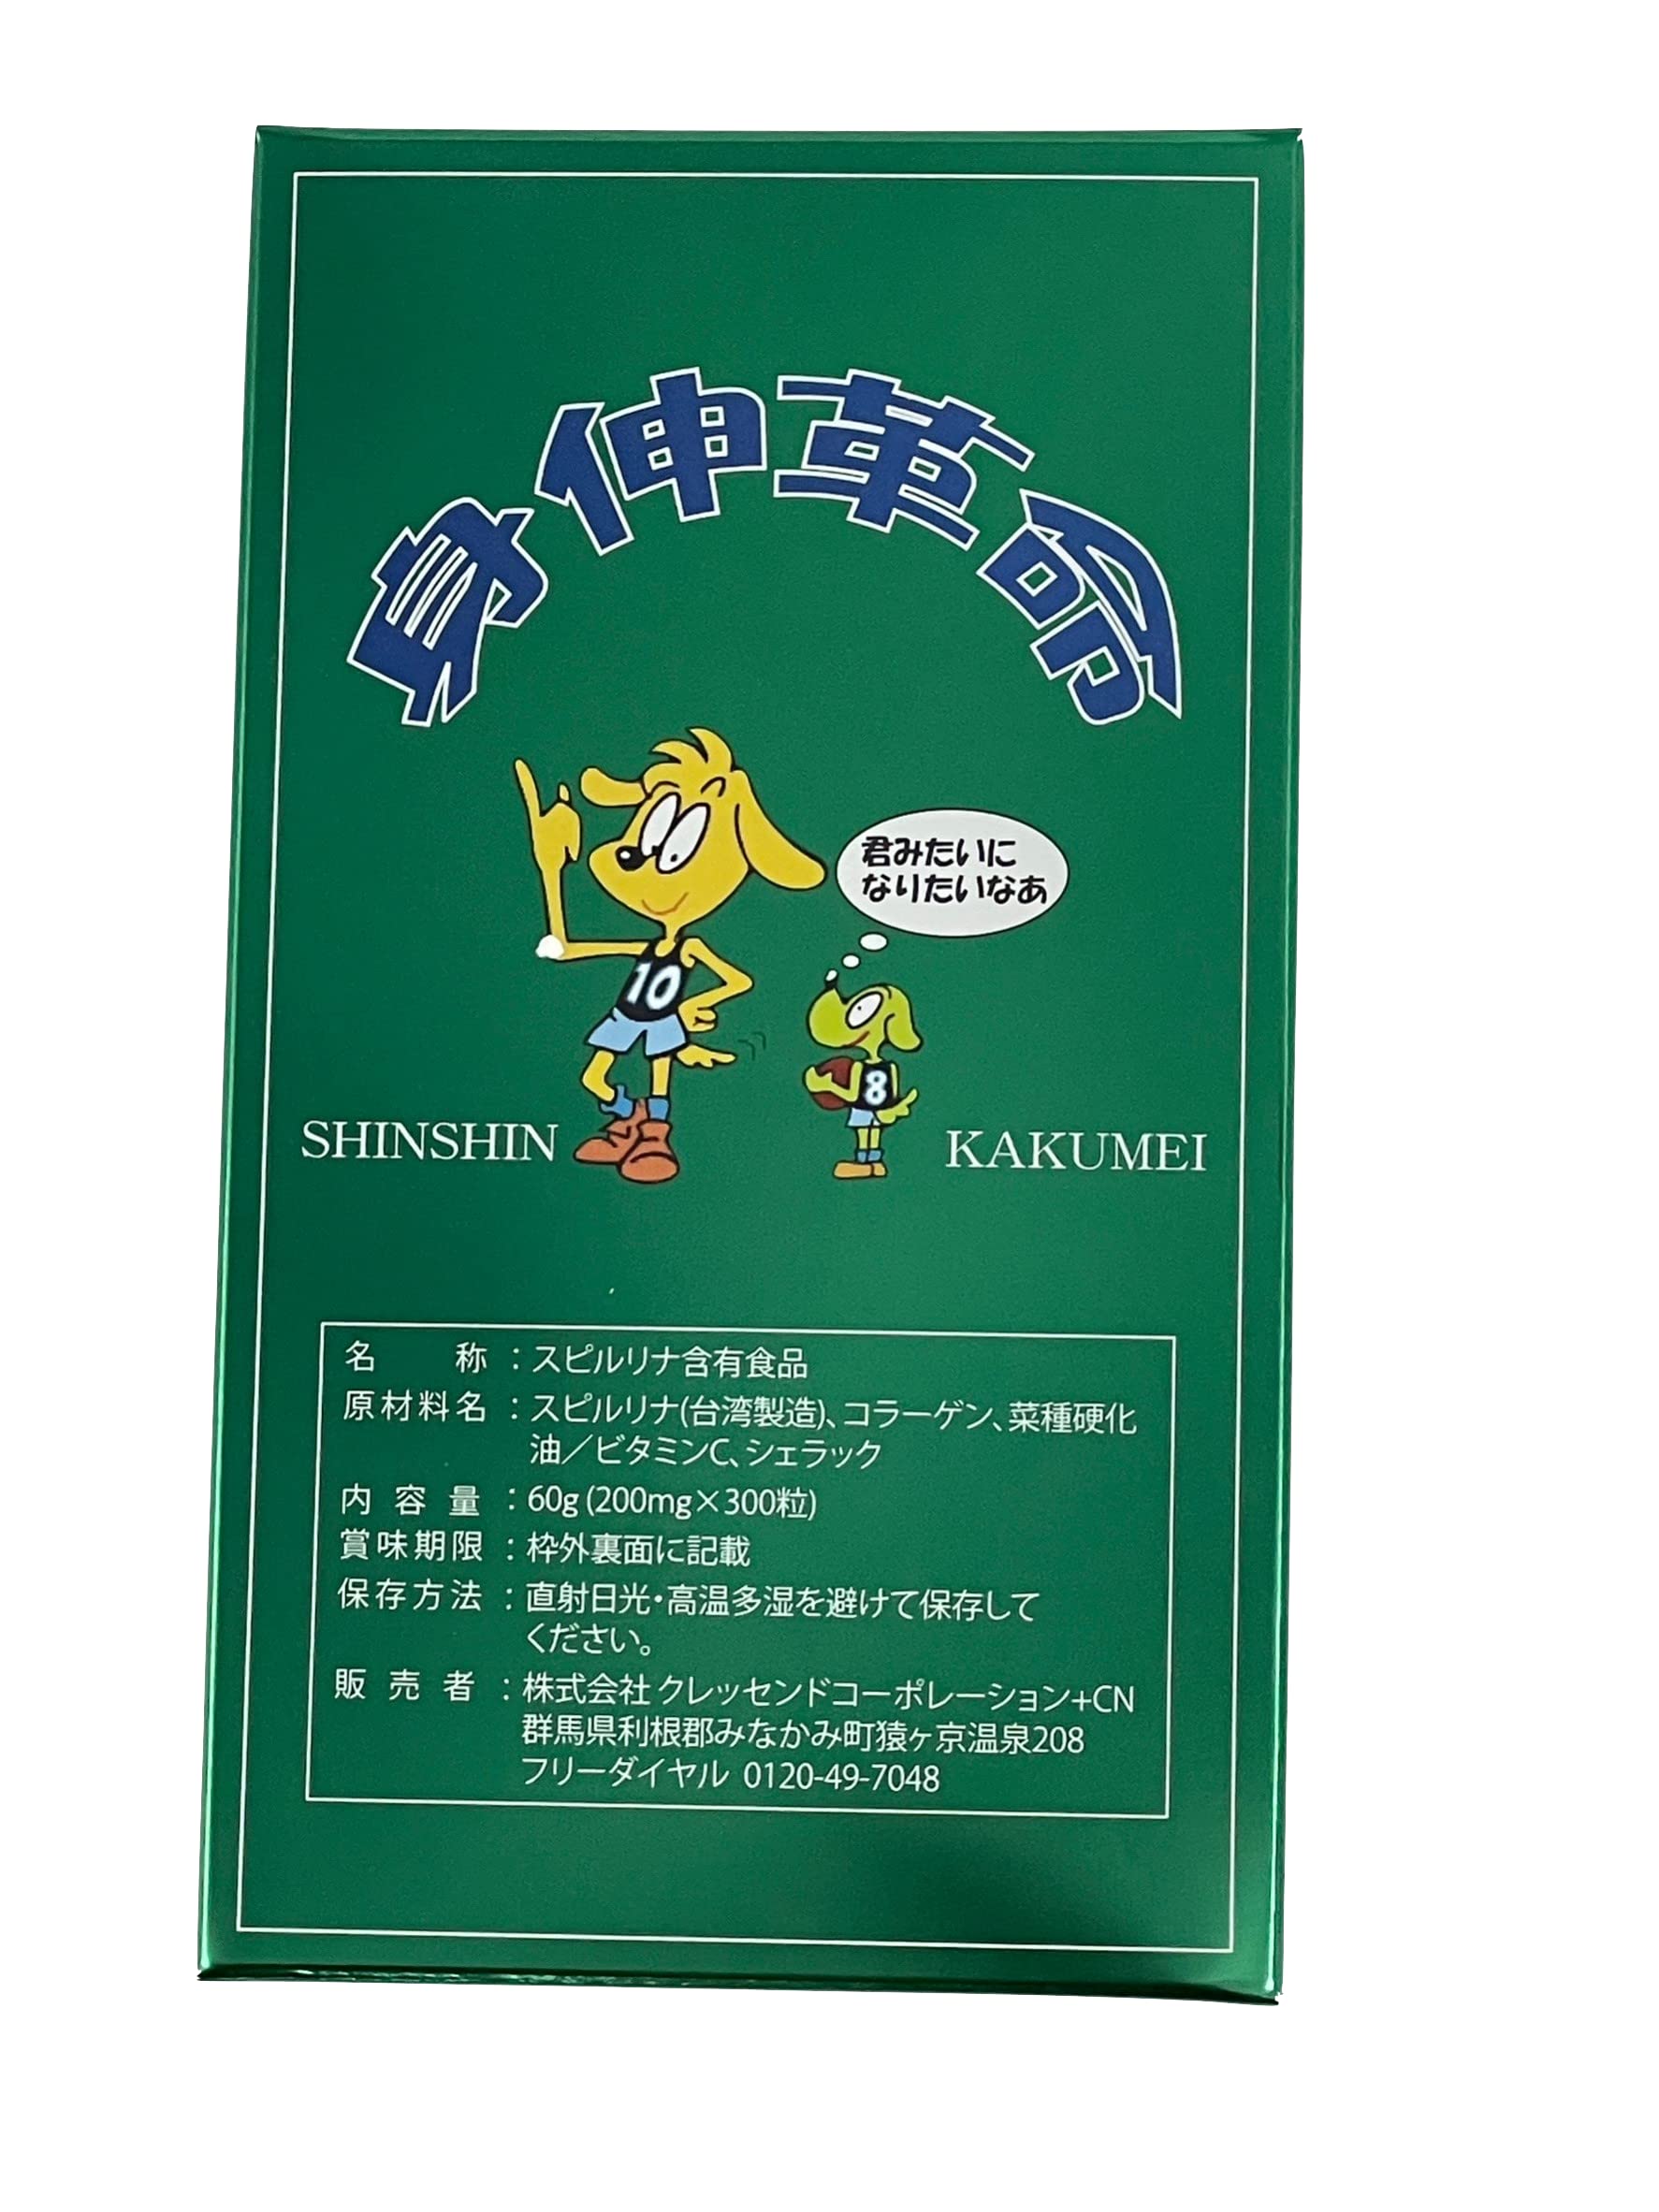 身伸革命
君みたいに
なりたいなあ
10
8
SHINSHIN KAKUMEI
名 称 : スピルリナ含有食品
原材料名 : スピルリナ(台湾製造)、コラーゲン、菜種硬化
油／ビタミンC、シェラック
内 容 量 : 60g (200mg×300粒)
賞味期限 : 枠外裏面に記載
保存方法 : 直射日光・高温多湿を避けて保存して
ください。
販 売 者 : 株式会社 クレッセンドコーポレーション+CN
群馬県利根郡みなかみ町猿ヶ京温泉208
フリーダイヤル 0120-49-7048